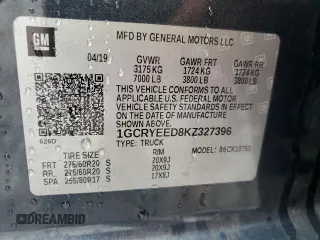 GM
MFD BY GENERAL MOTORS LLC
04/19
GVWR GAWR FRT GAWR RR
3175 KG 1724 KG 1724 KG
7000 LB 3800 LB 3800 LB
THIS VEHICLE CONFORMS TO ALL
APPLICABLE U.S. FEDERAL MOTOR
VEHICLE SAFETY STANDARDS IN EFFECT
ON THE DATE OF MANUFACTURE SHOWN ABOVE.
1GCRYEED8KZ327396
TYPE: TRUCK
626D
TIRE SIZE RIM
FRT 275/60R20 S 20X9J
RR 275/60R20 S 20X9J
SPA 255/80R17 S 17X8J
STATE AMBID